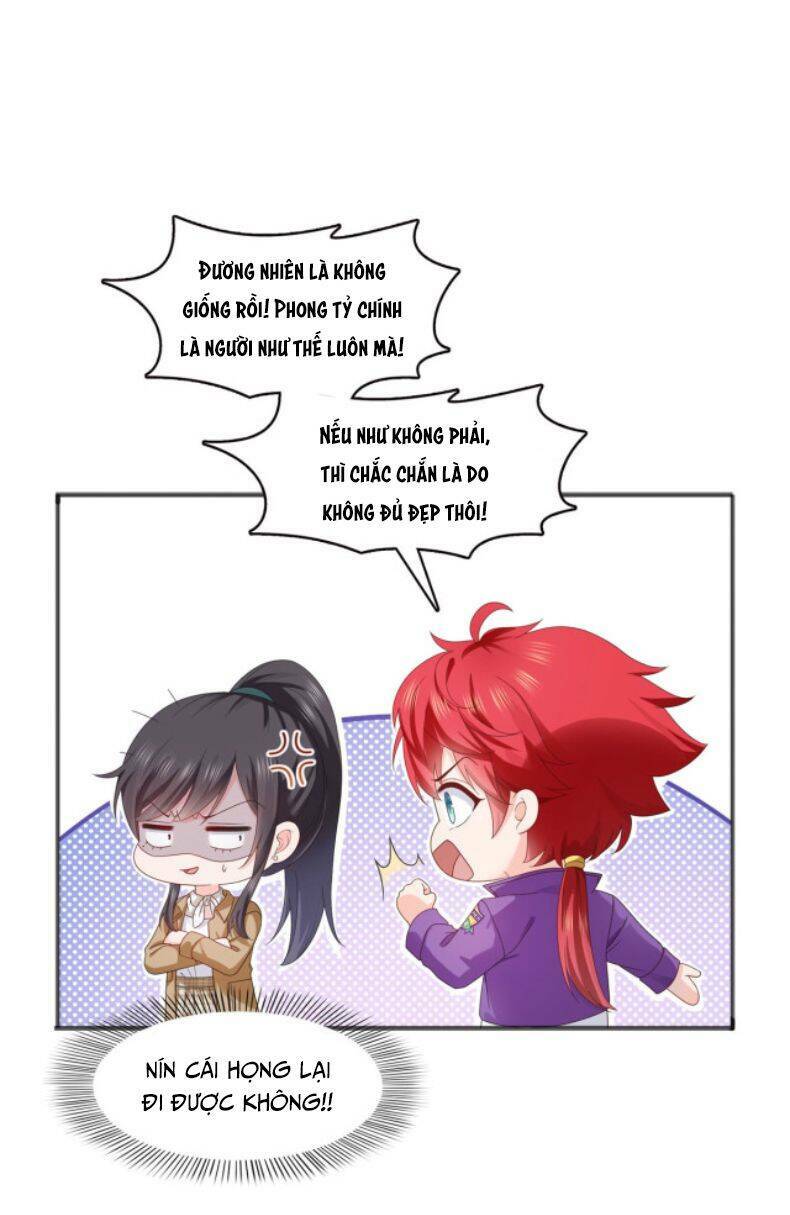 ĐƯƠNG NHIÊN LÀ KHÔNG
GIỐNG RỒI! PHONG TỶ CHÍNH
LÀ NGƯỜI NHƯ THẾ LUÔN MÀ!
NẾU NHƯ KHÔNG PHẢI,
THÌ CHẮC CHẮN LÀ DO
KHÔNG ĐỦ ĐẸP THÔI!
NÍN CÁI HỌNG LẠI
ĐI ĐƯỢC KHÔNG!!